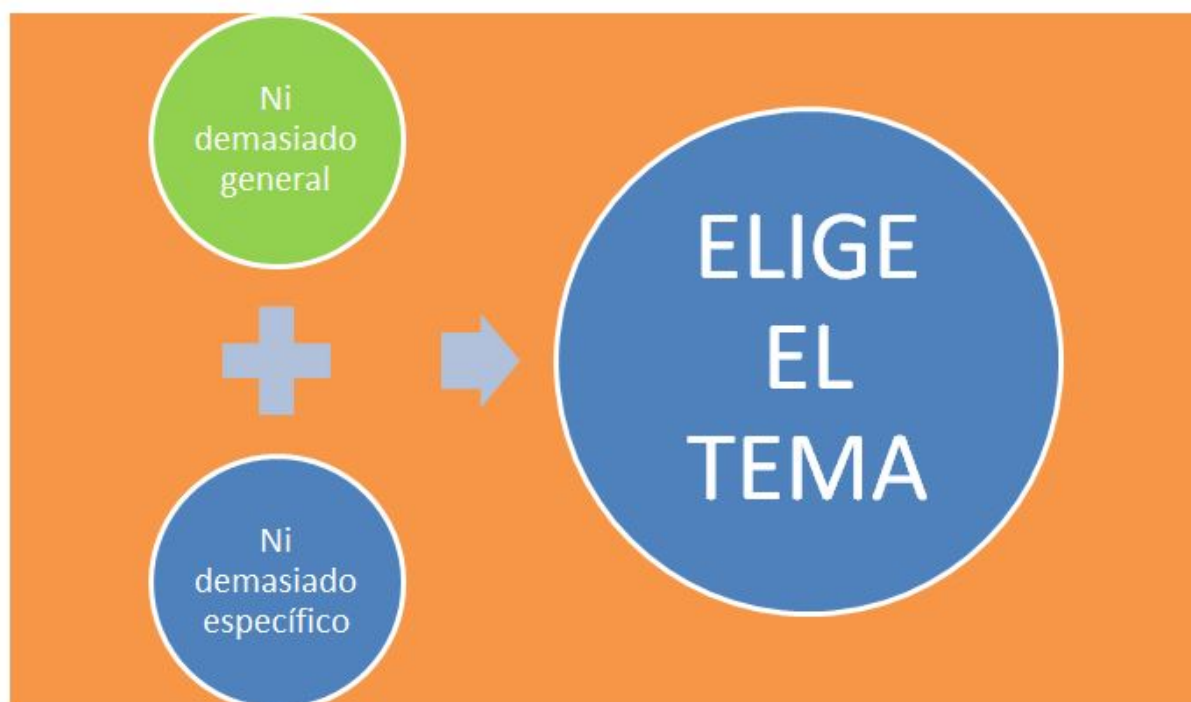 Ni
demasiado
general
Ni
demasiado
específico
ELIGE
EL
TEMA